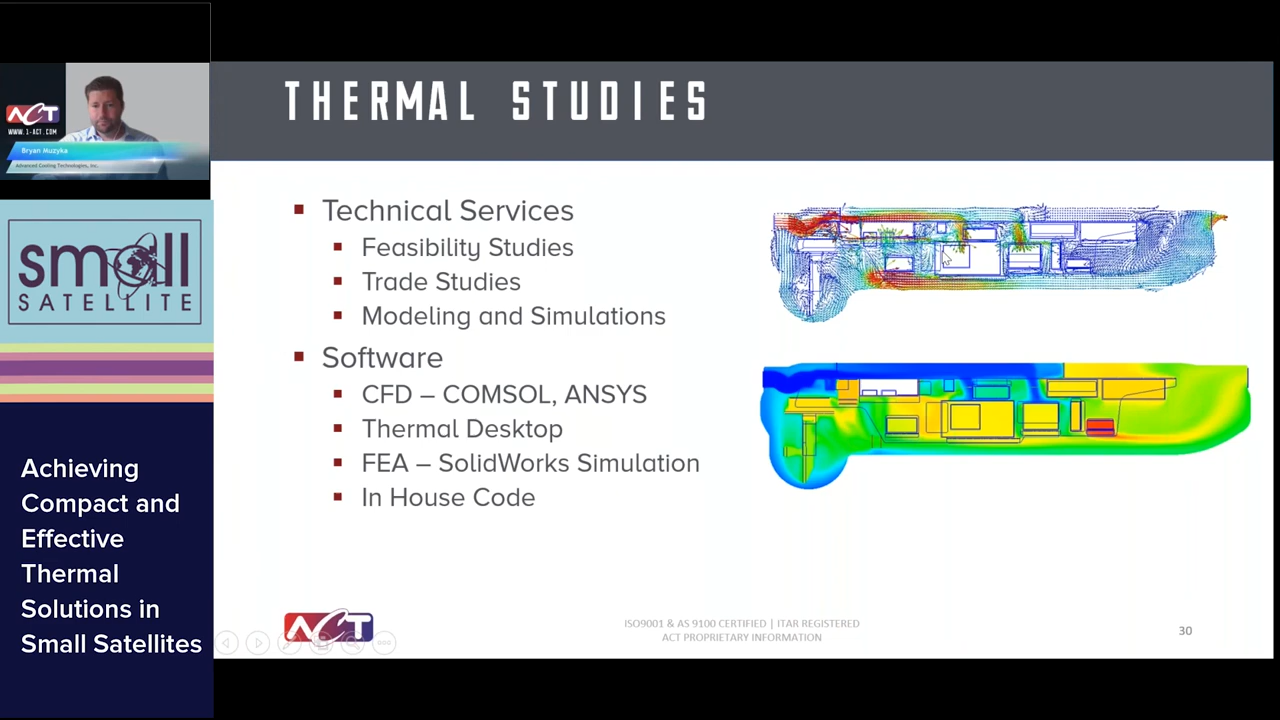 THERMAL STUDIES
ACT
WWW.1-ACT.COM
Bryan Muzyka
Advanced Cooling Technologies, Inc.
small
SATELLITE
Achieving
Compact and
Effective
Thermal
Solutions in
Small Satellites
Technical Services
Feasibility Studies
Trade Studies
Modeling and Simulations
Software
CFD – COMSOL, ANSYS
Thermal Desktop
FEA – SolidWorks Simulation
In House Code
ACT
ISO9001 & AS 9100 CERTIFIED | ITAR REGISTERED
ACT PROPRIETARY INFORMATION
30